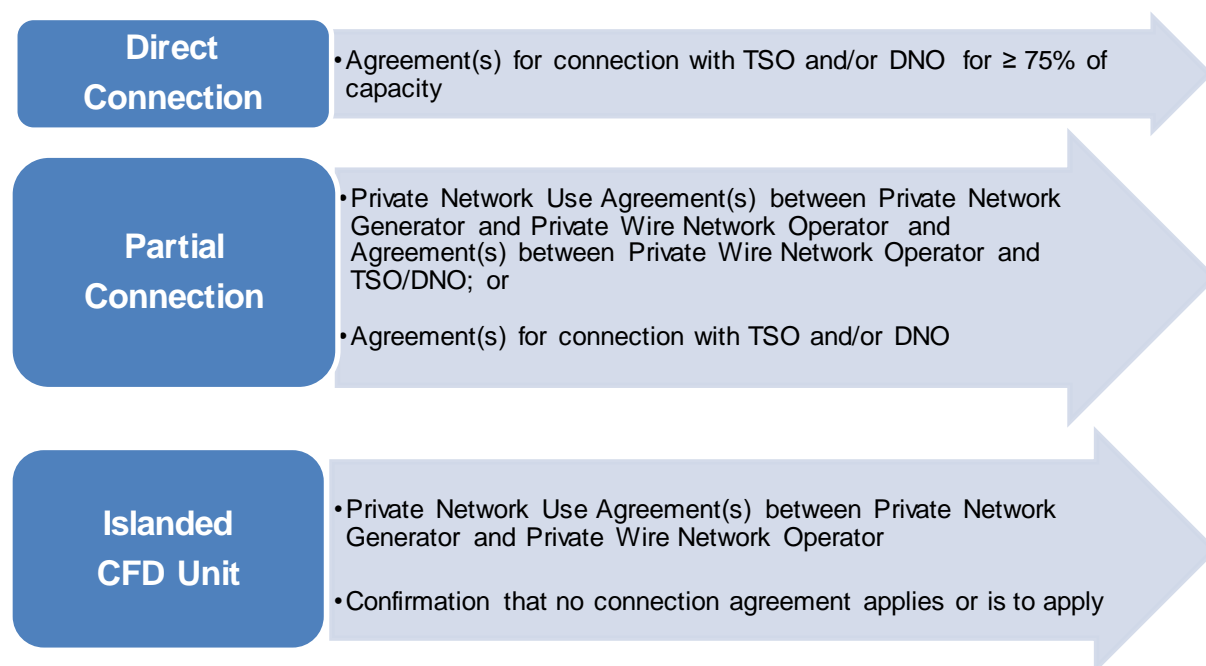 Direct
Connection
•Agreement(s) for connection with TSO and/or DNO for ≥ 75% of
capacity
Partial
Connection
•Private Network Use Agreement(s) between Private Network
Generator and Private Wire Network Operator and
Agreement(s) between Private Wire Network Operator and
TSO/DNO; or
•Agreement(s) for connection with TSO and/or DNO
Islanded
CFD Unit
•Private Network Use Agreement(s) between Private Network
Generator and Private Wire Network Operator
•Confirmation that no connection agreement applies or is to apply